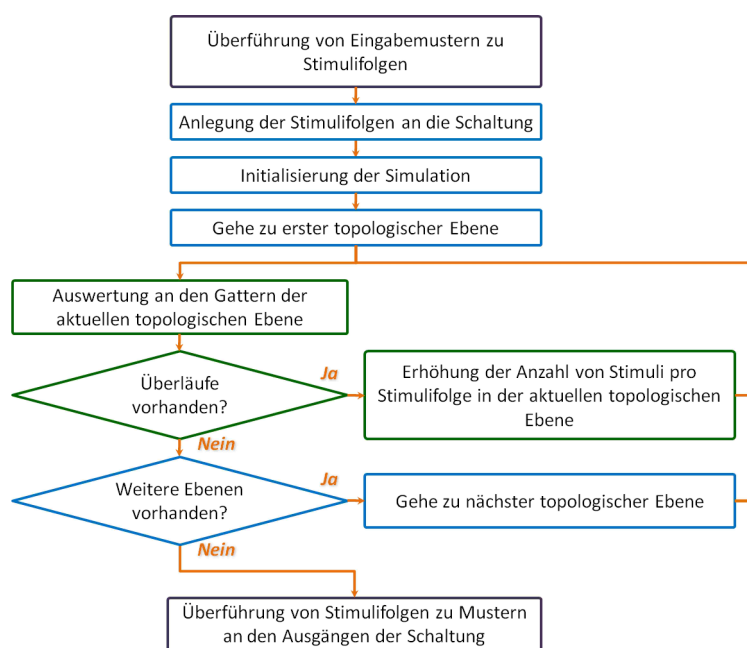 Überführung von Eingabemustern zu
Stimulifolgen
Anlegung der Stimulifolgen an die Schaltung
Initialisierung der Simulation
Gehe zu erster topologischer Ebene
Auswertung an den Gattern der
aktuellen topologischen Ebene
Überläufe
vorhanden?
Ja
Erhöhung der Anzahl von Stimuli pro
Stimulifolge in der aktuellen topologischen
Ebene
Nein
Weitere Ebenen
vorhanden?
Ja
Gehe zu nächster topologischer Ebene
Nein
Überführung von Stimulifolgen zu Mustern
an den Ausgängen der Schaltung